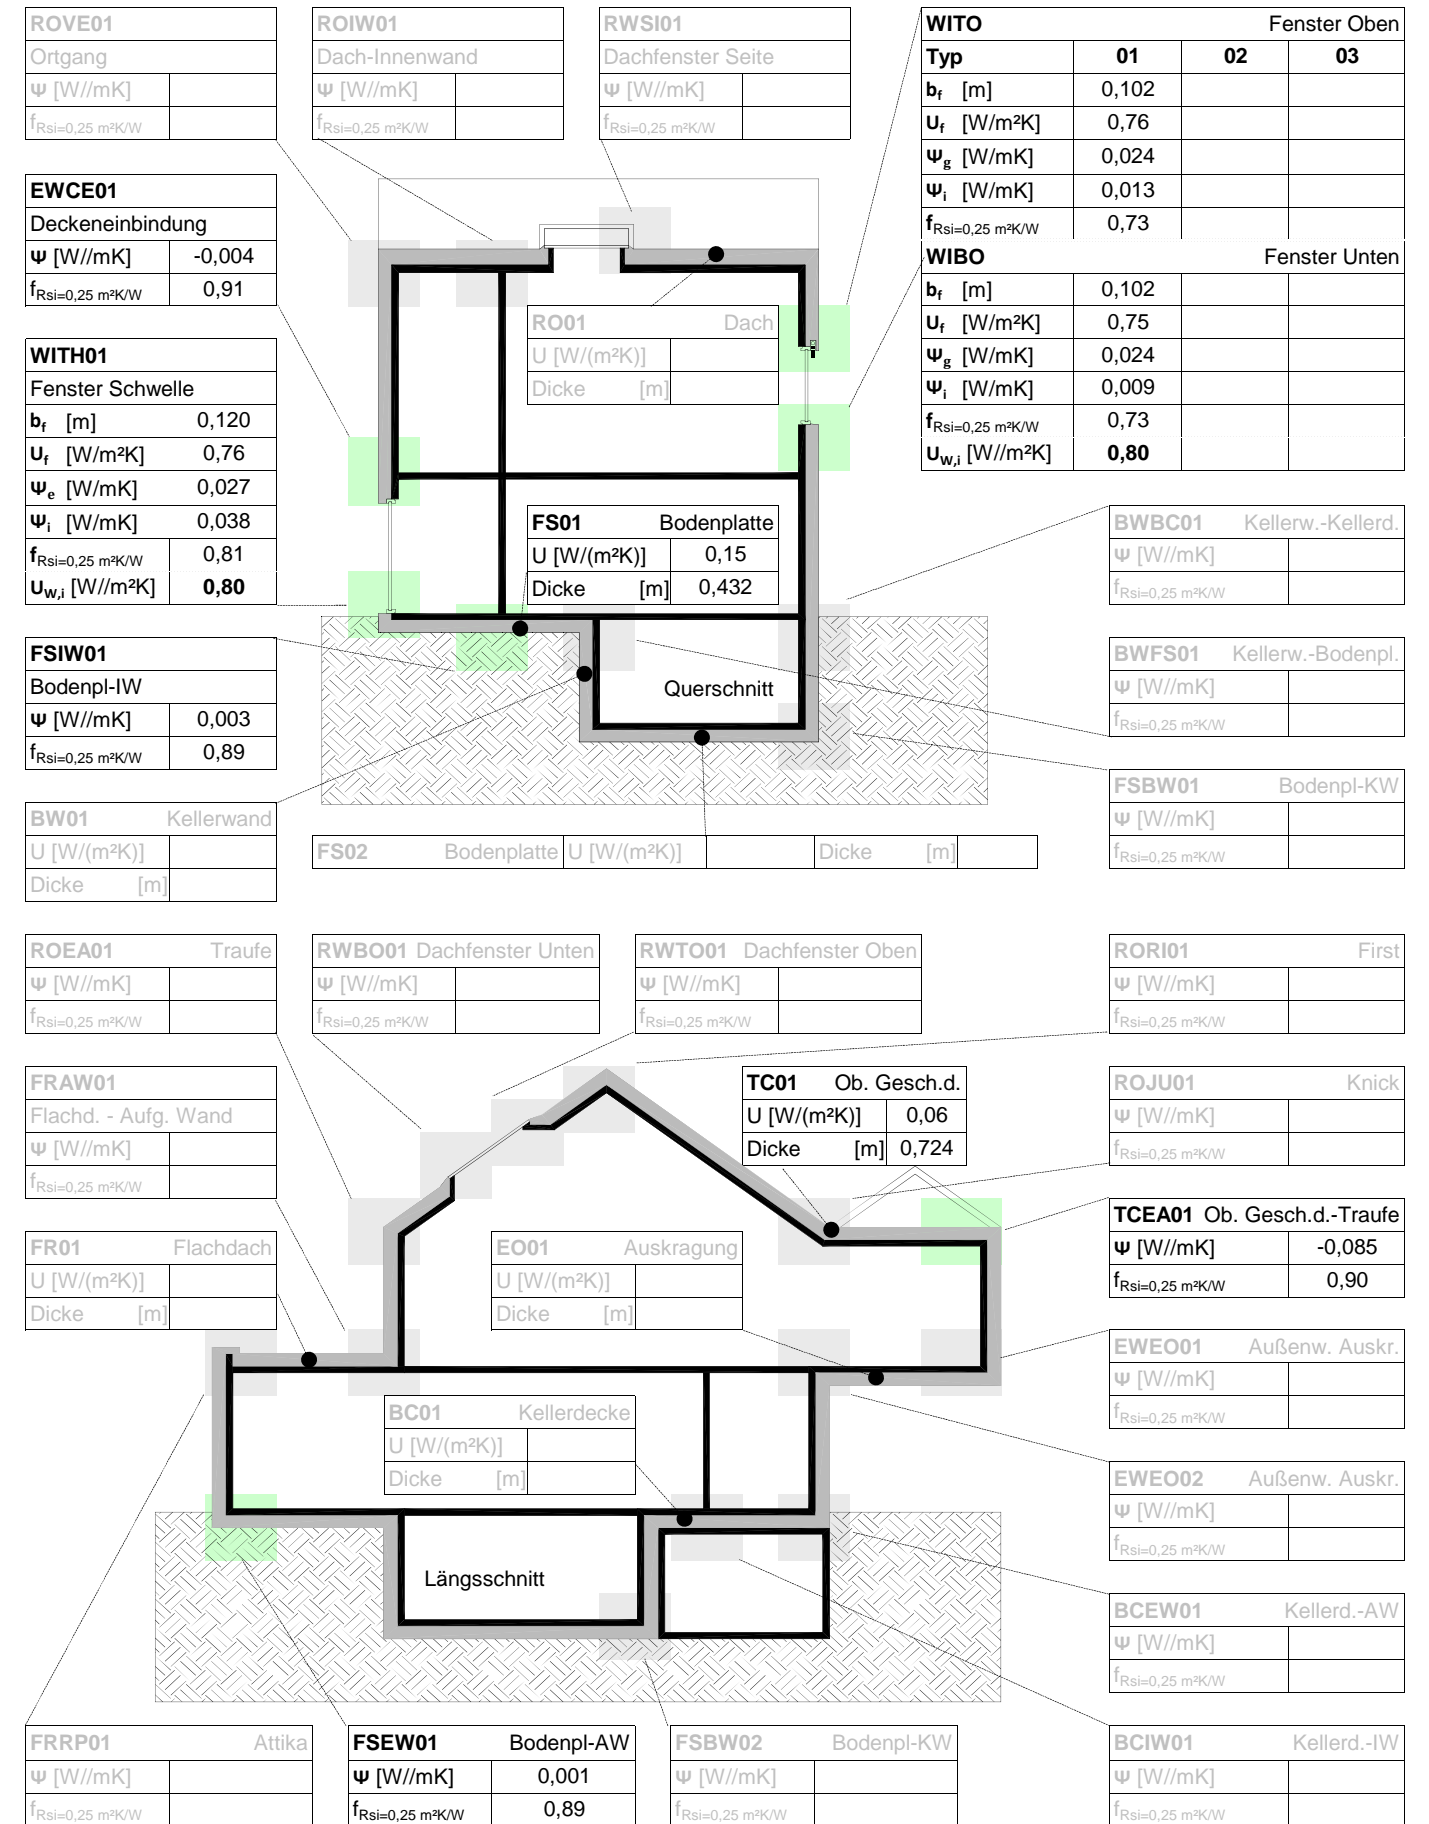 ROVE01
Ortgang
Ψ [W//mK]
fRsi=0,25 m²K/W
ROIW01
Dach-Innenwand
Ψ [W//mK]
fRsi=0,25 m²K/W
RWSI01
Dachfenster Seite
Ψ [W//mK]
fRsi=0,25 m²K/W
WITO Fenster Oben
Typ 01 02 03
bf [m] 0,102
Uf [W/m²K] 0,76
Ψg [W/mK] 0,024
Ψi [W/mK] 0,013
fRsi=0,25 m²K/W 0,73
WIBO Fenster Unten
bf [m] 0,102
Uf [W/m²K] 0,75
Ψg [W/mK] 0,024
Ψi [W/mK] 0,009
fRsi=0,25 m²K/W 0,73
UW,i [W//m²K] 0,80
EWCE01
Deckeneinbindung
Ψ [W//mK] -0,004
fRsi=0,25 m²K/W 0,91
WITH01
Fenster Schwelle
bf [m] 0,120
Uf [W/m²K] 0,76
Ψe [W/mK] 0,027
Ψi [W/mK] 0,038
fRsi=0,25 m²K/W 0,81
UW,i [W//m²K] 0,80
RO01 Dach
U [W/(m²K)]
Dicke [m]
FS01 Bodenplatte
U [W/(m²K)] 0,15
Dicke [m] 0,432
BWBC01 Kellerw.-Kellerd.
Ψ [W//mK]
fRsi=0,25 m²K/W
FSIW01
Bodenpl-IW
Ψ [W//mK] 0,003
fRsi=0,25 m²K/W 0,89
Querschnitt
BWFS01 Kellerw.-Bodenpl.
Ψ [W//mK]
fRsi=0,25 m²K/W
FSBW01 Bodenpl-KW
Ψ [W//mK]
fRsi=0,25 m²K/W
BW01 Kellerwand
U [W/(m²K)]
Dicke [m]
FS02 Bodenplatte U [W/(m²K)] Dicke [m]
ROEA01 Traufe
Ψ [W//mK]
fRsi=0,25 m²K/W
RWBO01 Dachfenster Unten
Ψ [W//mK]
fRsi=0,25 m²K/W
RWTO01 Dachfenster Oben
Ψ [W//mK]
fRsi=0,25 m²K/W
RORI01 First
Ψ [W//mK]
fRsi=0,25 m²K/W
FRAW01
Flachd. - Aufg. Wand
Ψ [W//mK]
fRsi=0,25 m²K/W
TC01 Ob. Gesch.d.
U [W/(m²K)] 0,06
Dicke [m] 0,724
ROJU01 Knick
Ψ [W//mK]
fRsi=0,25 m²K/W
TCEA01 Ob. Gesch.d.-Traufe
Ψ [W//mK] -0,085
fRsi=0,25 m²K/W 0,90
FR01 Flachdach
U [W/(m²K)]
Dicke [m]
EO01 Auskragung
U [W/(m²K)]
Dicke [m]
EWEO01 Außenw. Auskr.
Ψ [W//mK]
fRsi=0,25 m²K/W
BC01 Kellerdecke
U [W/(m²K)]
Dicke [m]
EWEO02 Außenw. Auskr.
Ψ [W//mK]
fRsi=0,25 m²K/W
Längsschnitt
BCEW01 Kellerd.-AW
Ψ [W//mK]
fRsi=0,25 m²K/W
FRRP01 Attika
Ψ [W//mK]
fRsi=0,25 m²K/W
FSEW01 Bodenpl-AW
Ψ [W//mK] 0,001
fRsi=0,25 m²K/W 0,89
FSBW02 Bodenpl-KW
Ψ [W//mK]
fRsi=0,25 m²K/W
BCIW01 Kellerd.-IW
Ψ [W//mK]
fRsi=0,25 m²K/W